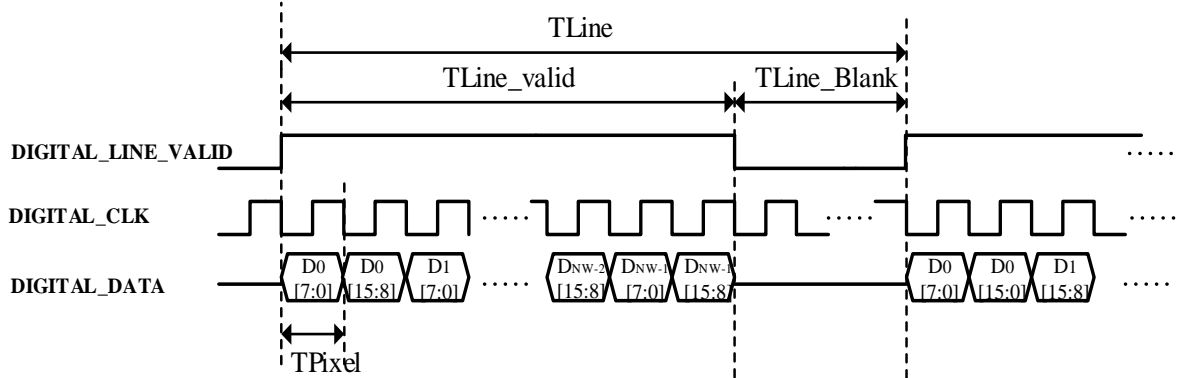 TLine
TLine_valid TLine_Blank
DIGITAL_LINE_VALID .....
DIGITAL_CLK ..... ..... .....
D0 D0 D1 DNW-2 DNW-1 DNW-1 D0 D0 D1
DIGITAL_DATA [7:0] [15:8] [7:0] ..... [15:8] [7:0] [15:8] [7:0] [15:0] [15:8] .....
TPixel